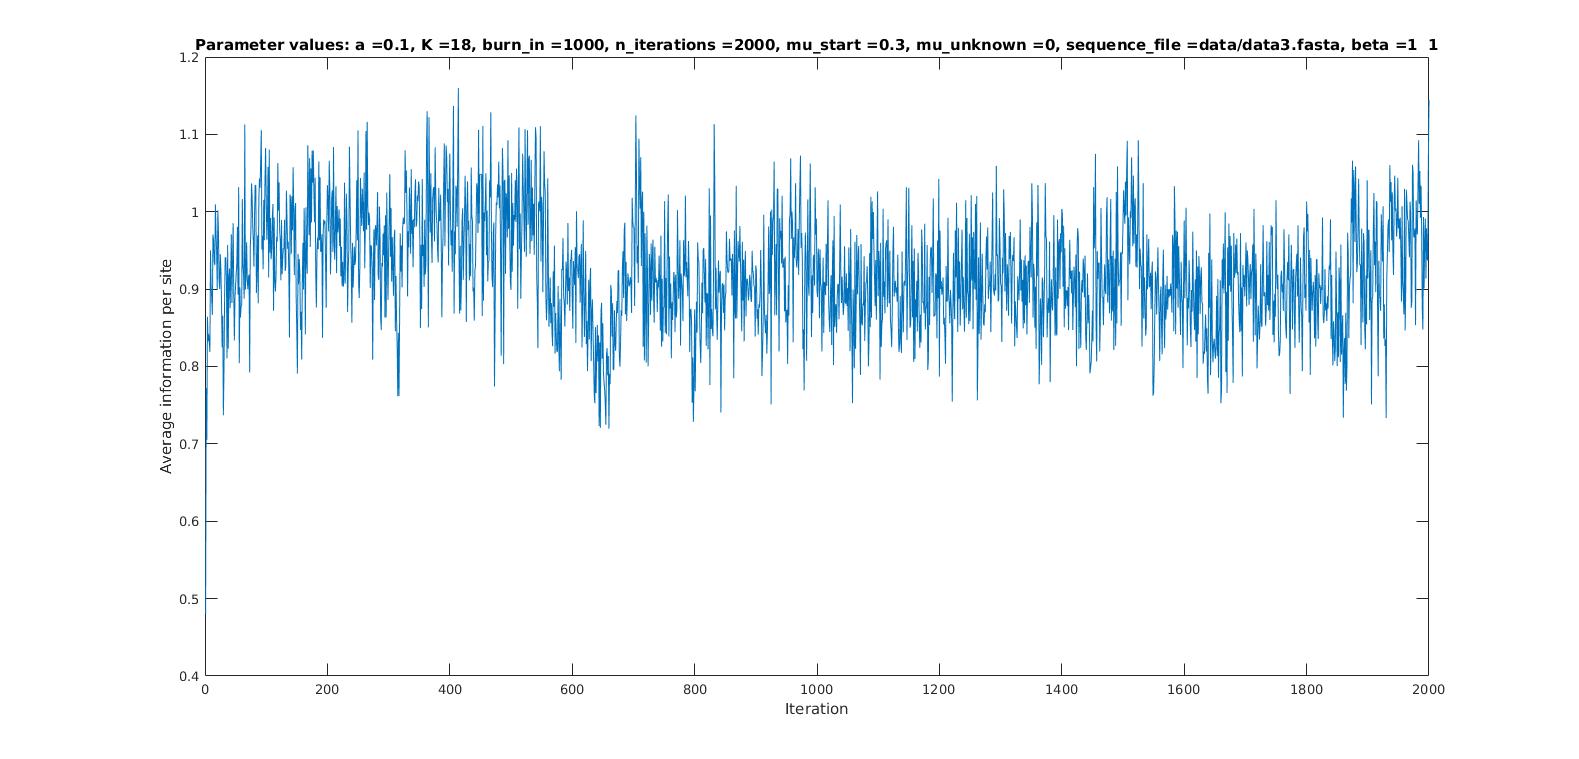 Parameter values: a =0.1, K =18, burn_in =1000, n_iterations =2000, mu_start =0.3, mu_unknown =0, sequence_file =data/data3.fasta, beta =1  1
1.2
1.1
1
0.9
0.8
0.7
0.6
0.5
0.4
Average information per site
0 200 400 600 800 1000 1200 1400 1600 1800 2000
Iteration